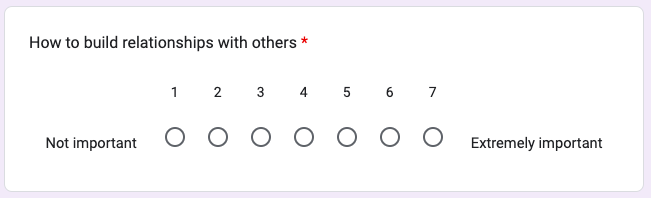 How to build relationships with others *
1 2 3 4 5 6 7
Not important Extremely important